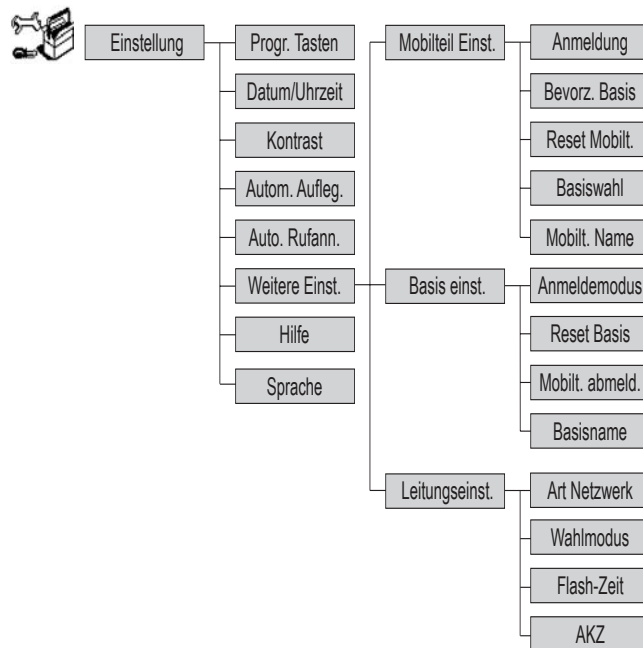 Einstellung
Progr. Tasten
Datum/Uhrzeit
Kontrast
Autom. Aufleg.
Auto. Rufann.
Weitere Einst.
Hilfe
Sprache
Mobilteil Einst.
Anmeldung
Bevorz. Basis
Reset Mobilt.
Basiswahl
Mobilt. Name
Basis einst.
Anmeldemodus
Reset Basis
Mobilt. abmeld.
Basisname
Leitungseinst.
Art Netzwerk
Wahlmodus
Flash-Zeit
AKZ